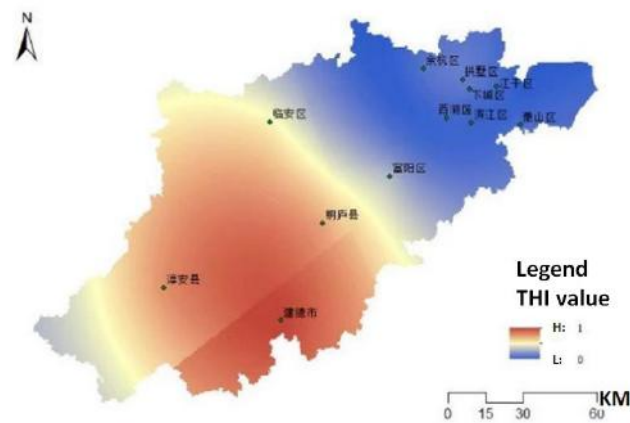 N
余杭区
拱墅区
江干区
下城区
西湖区
滨江区
萧山区
临安区
富阳区
桐庐县
淳安县
建德市
Legend
THI value
H: 1
L: 0
KM
0 15 30 60